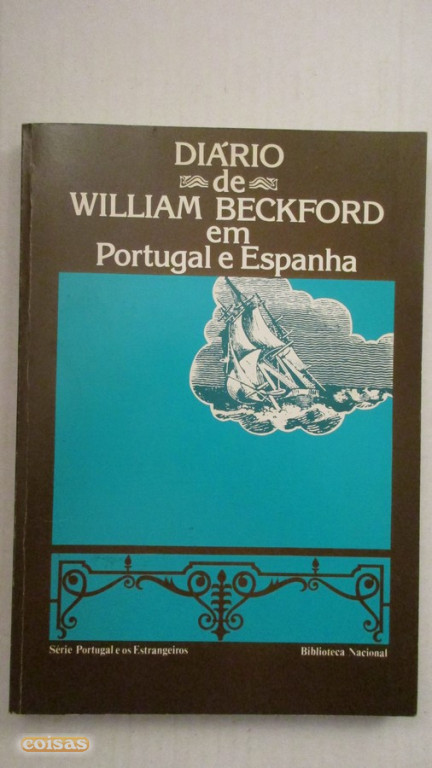 DIÁRIO
de
WILLIAM BECKFORD
em
Portugal e Espanha
Série Portugal e os Estrangeiros
Biblioteca Nacional
coisas